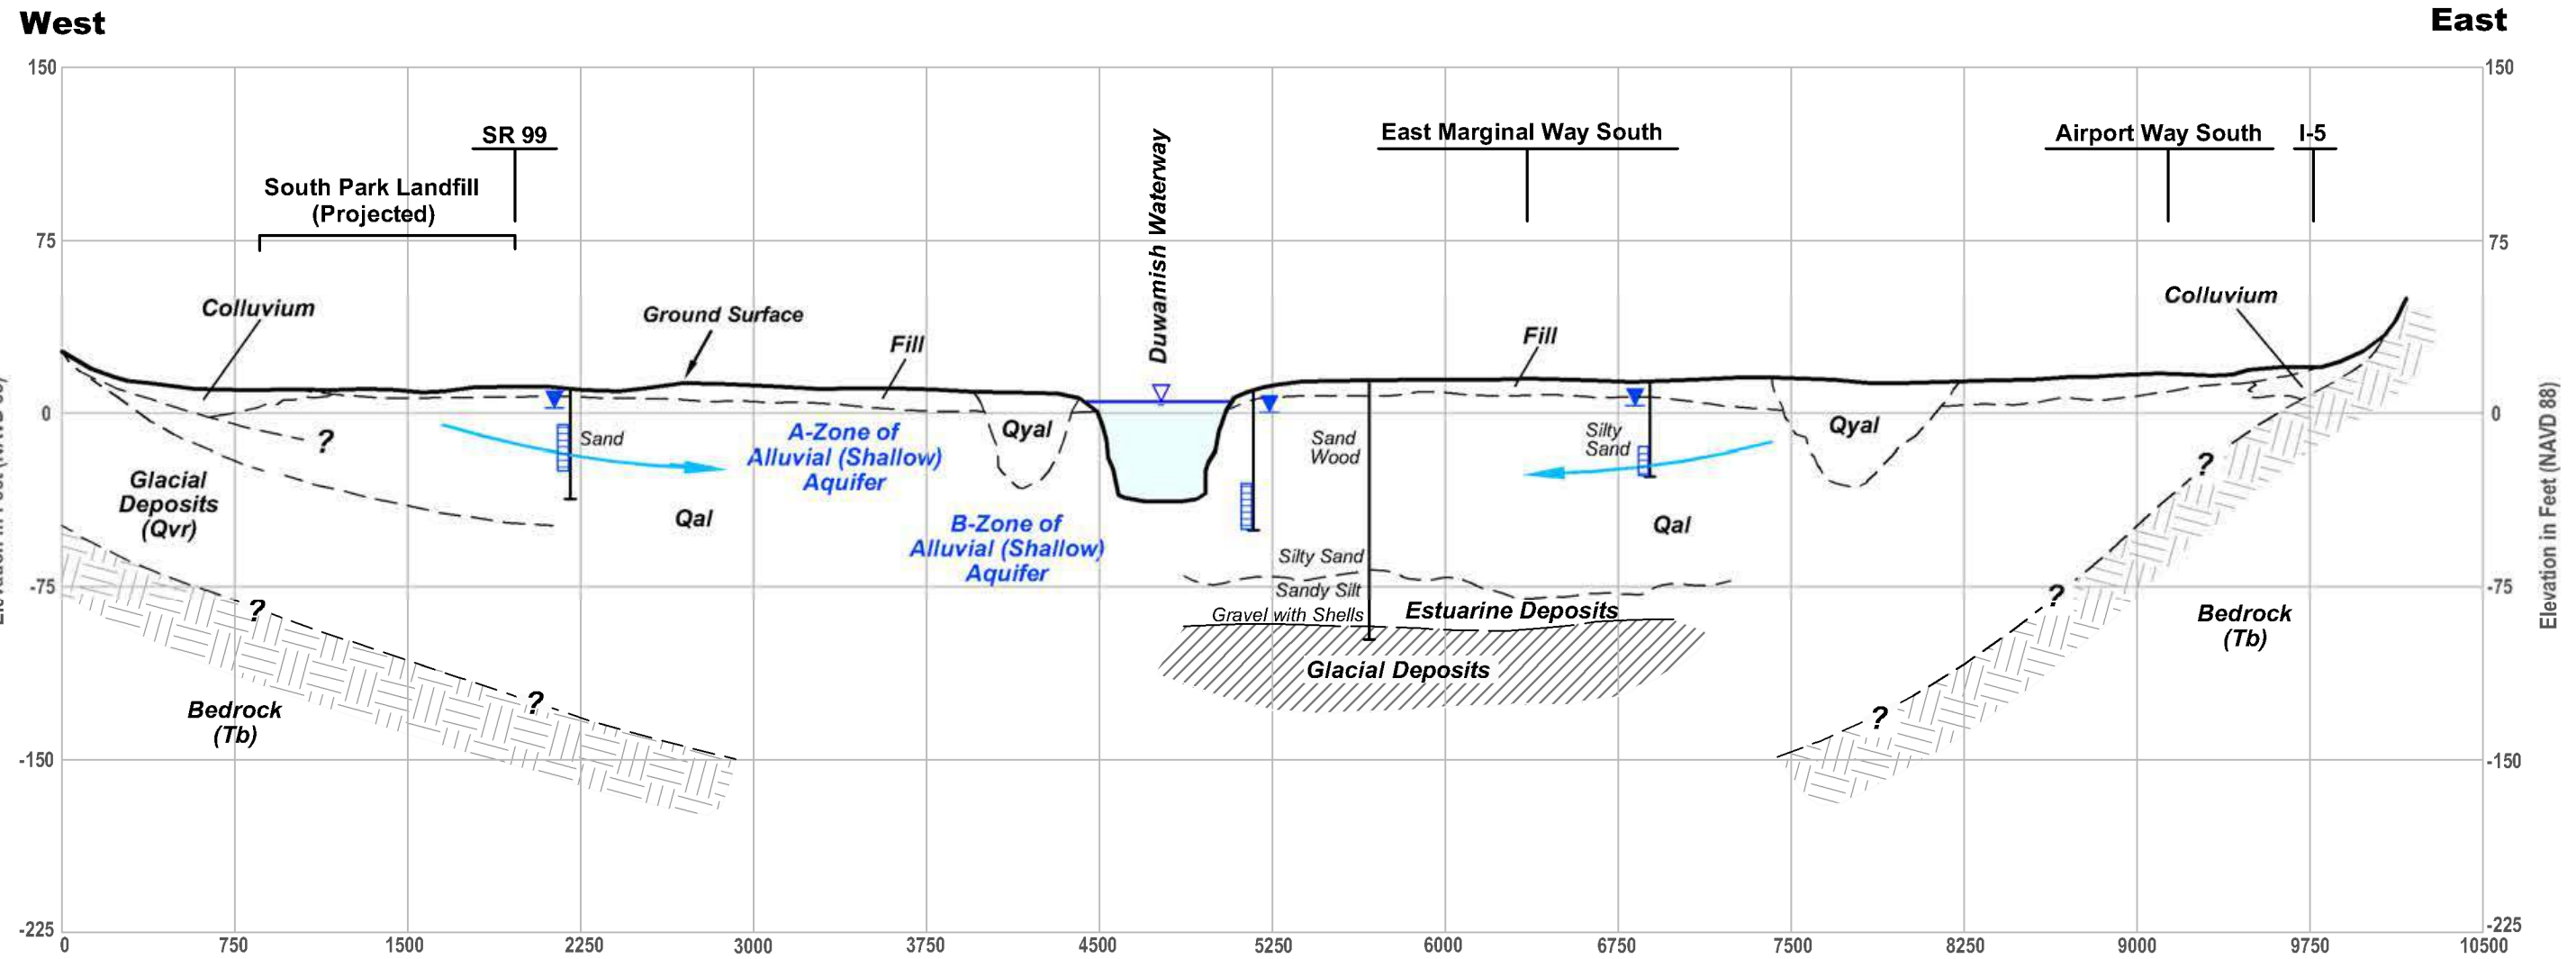 West
East
150
150
SR 99
East Marginal Way South
Airport Way South
I-5
South Park Landfill
(Projected)
Duwamish Waterway
75
75
Colluvium
Ground Surface
Fill
Fill
Colluvium
0
0
?
Sand
A-Zone of
Alluvial (Shallow)
Aquifer
Qyal
Sand
Wood
Silty
Sand
Qyal
?
Glacial
Deposits
(Qvr)
Qal
B-Zone of
Alluvial (Shallow)
Aquifer
Qal
Silty Sand
-75
-75
?
Sandy Silt
Gravel with Shells
Estuarine Deposits
?
Bedrock
(Tb)
Glacial Deposits
?
Bedrock
(Tb)
?
-150
-150
-225
-225
0
750
1500
2250
3000
3750
4500
5250
6000
6750
7500
8250
9000
9750
10500
Elevation in Feet (NAVD 88)